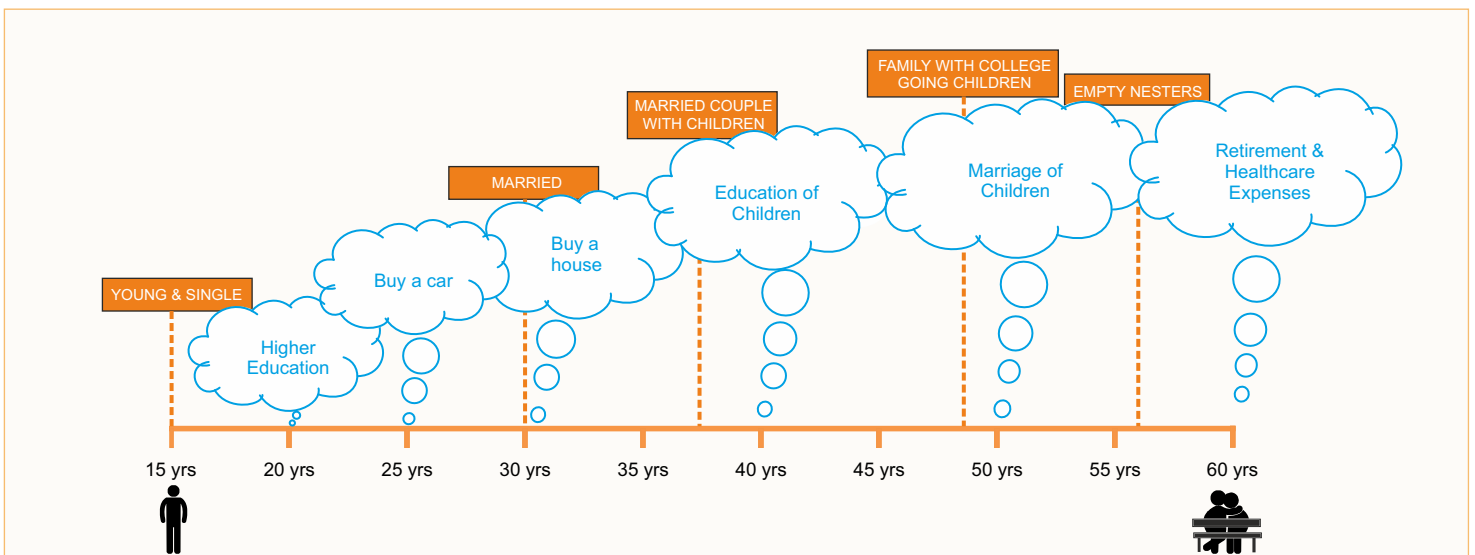 FAMILY WITH COLLEGE
GOING CHILDREN
EMPTY NESTERS
MARRIED COUPLE
WITH CHILDREN
MARRIED
YOUNG & SINGLE
Higher
Education
Buy a car
Buy a
house
Education of
Children
Marriage of
Children
Retirement &
Healthcare
Expenses
15 yrs 20 yrs 25 yrs 30 yrs 35 yrs 40 yrs 45 yrs 50 yrs 55 yrs 60 yrs